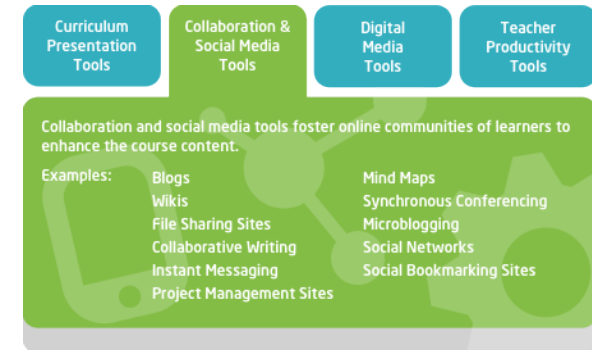 Curriculum
Presentation
Tools
Collaboration &
Social Media
Tools
Digital
Media
Tools
Teacher
Productivity
Tools
Collaboration and social media tools foster online communities of learners to
enhance the course content.
Examples:
Blogs
Wikis
File Sharing Sites
Collaborative Writing
Instant Messaging
Project Management Sites
Mind Maps
Synchronous Conferencing
Microblogging
Social Networks
Social Bookmarking Sites